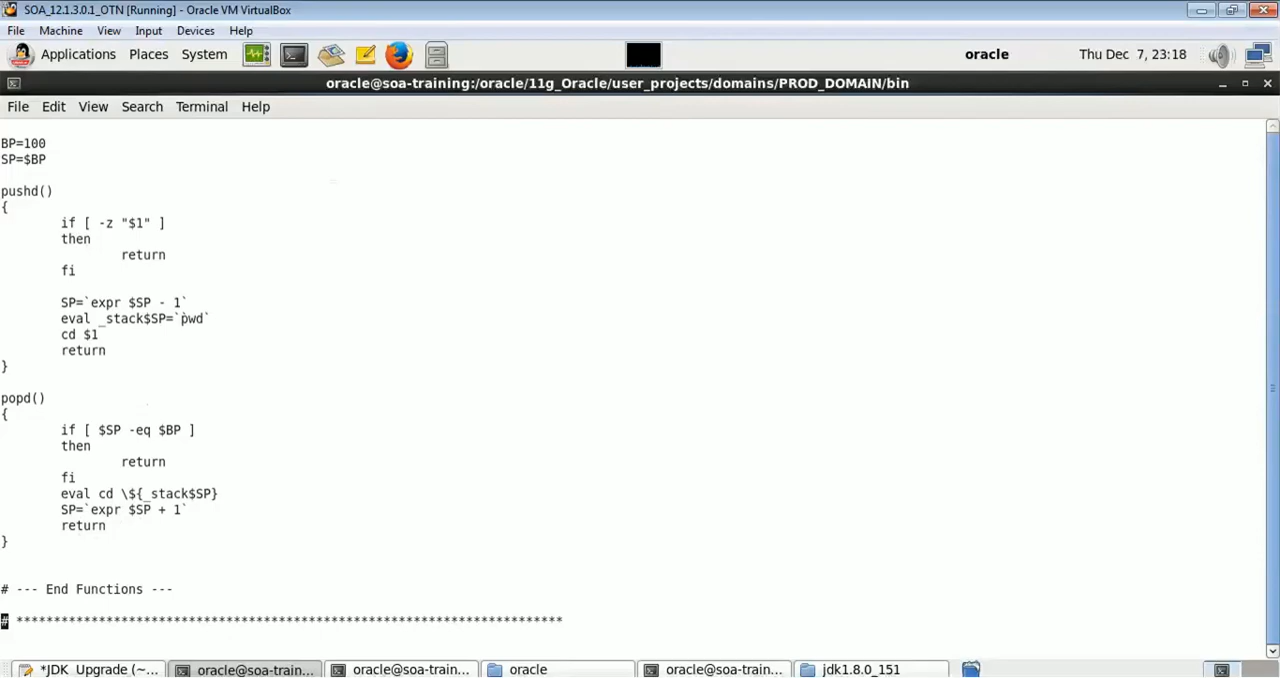 SOA_12.1.3.0.1_OTN [Running] - Oracle VM VirtualBox
File Machine View Input Devices Help
Applications Places System oracle Thu Dec 7, 23:18
oracle@soa-training:/oracle/11g_Oracle/user_projects/domains/PROD_DOMAIN/bin
File Edit View Search Terminal Help
BP=100
SP=$BP
pushd()
{
if [ -z "$1" ]
then
return
fi
SP=`expr $SP - 1`
eval _stack$SP=`pwd`
cd $1
return
}
popd()
{
if [ $SP -eq $BP ]
then
return
fi
eval cd \${_stack$SP}
SP=`expr $SP + 1`
return
}
# --- End Functions ---
# *************************************************************************
*JDK Upgrade (~... oracle@soa-train... oracle@soa-train... oracle oracle@soa-train... jdk1.8.0_151